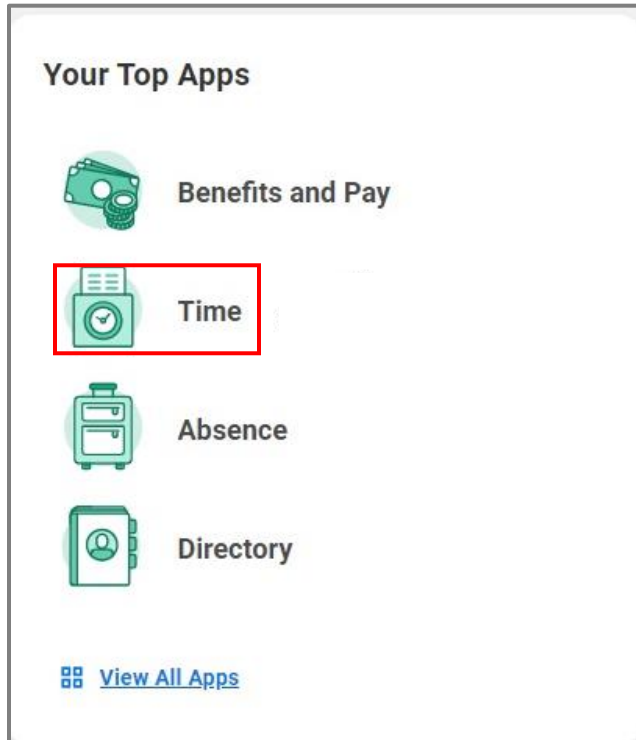 Your Top Apps
Benefits and Pay
Time
Absence
Directory
View All Apps